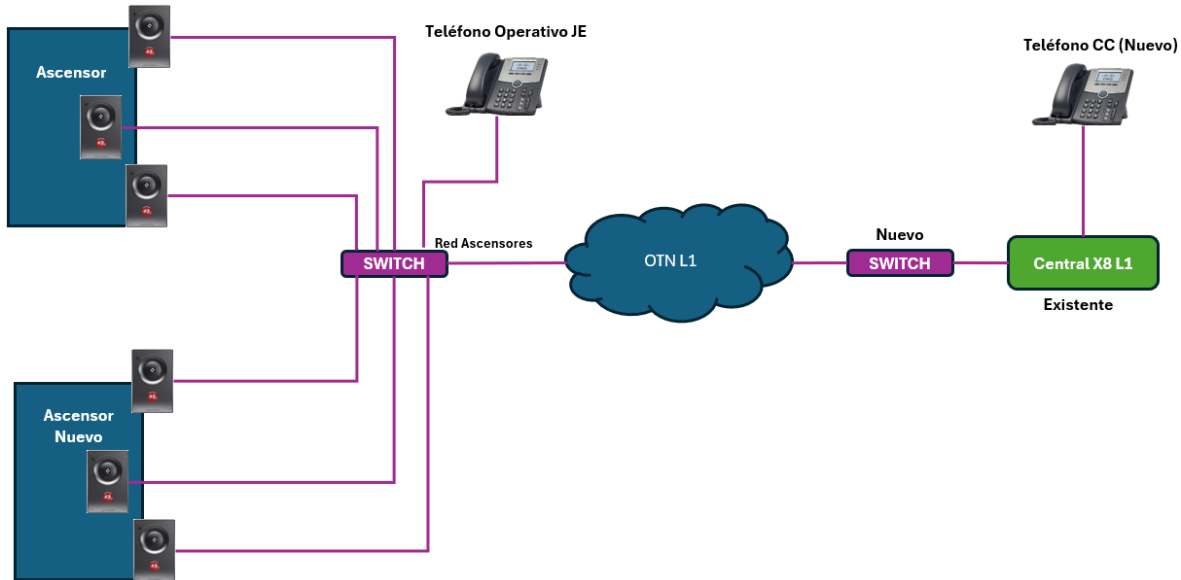 Teléfono Operativo JE
Teléfono CC (Nuevo)
Ascensor
Red Ascensores
SWITCH
OTN L1
Nuevo
SWITCH
Central X8 L1
Existente
Ascensor
Nuevo